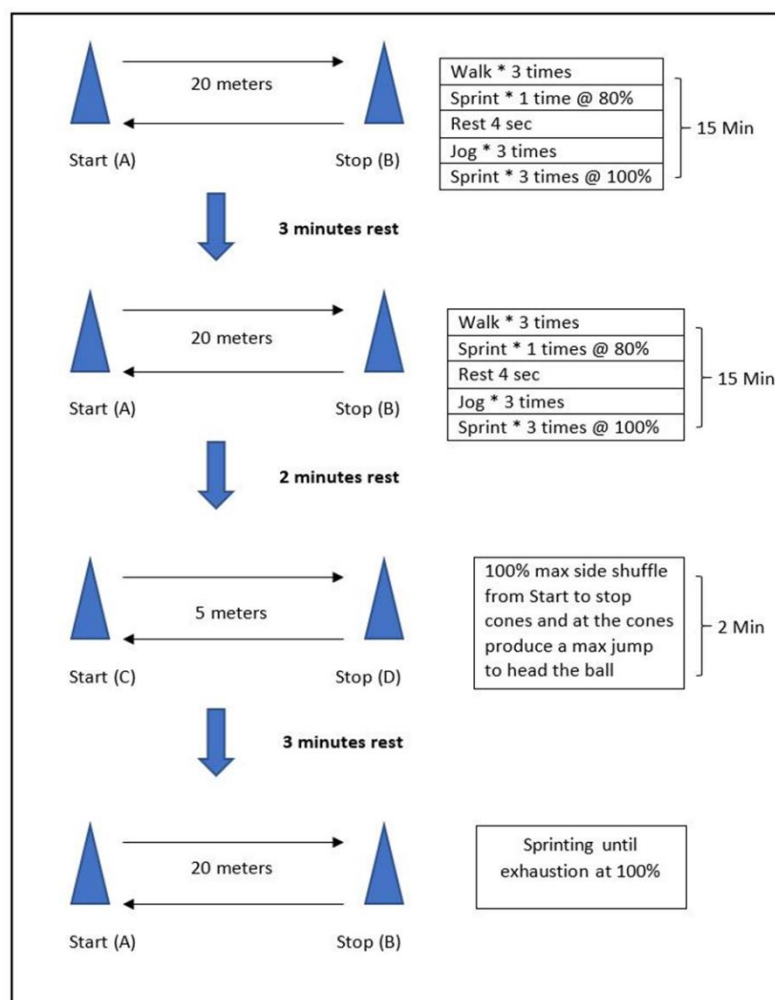 20 meters
Start (A)
Stop (B)
Walk * 3 times
Sprint * 1 time @ 80%
Rest 4 sec
Jog * 3 times
Sprint * 3 times @ 100%
15 Min
3 minutes rest
20 meters
Start (A)
Stop (B)
Walk * 3 times
Sprint * 1 times @ 80%
Rest 4 sec
Jog * 3 times
Sprint * 3 times @ 100%
15 Min
2 minutes rest
5 meters
Start (C)
Stop (D)
100% max side shuffle
from Start to stop
cones and at the cones
produce a max jump
to head the ball
2 Min
3 minutes rest
20 meters
Start (A)
Stop (B)
Sprinting until
exhaustion at 100%